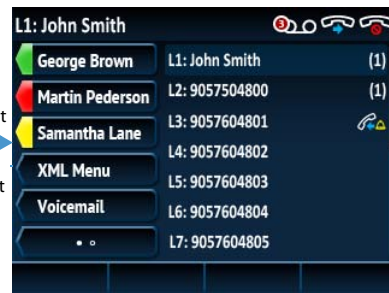 L1: John Smith
3
George Brown
L1: John Smith (1)
Martin Pederson
L2: 9057504800 (1)
t
Samantha Lane
L3: 9057604801
L4: 9057604802
XML Menu
t
L5: 9057604803
Voicemail
L6: 9057604804
L7: 9057604805